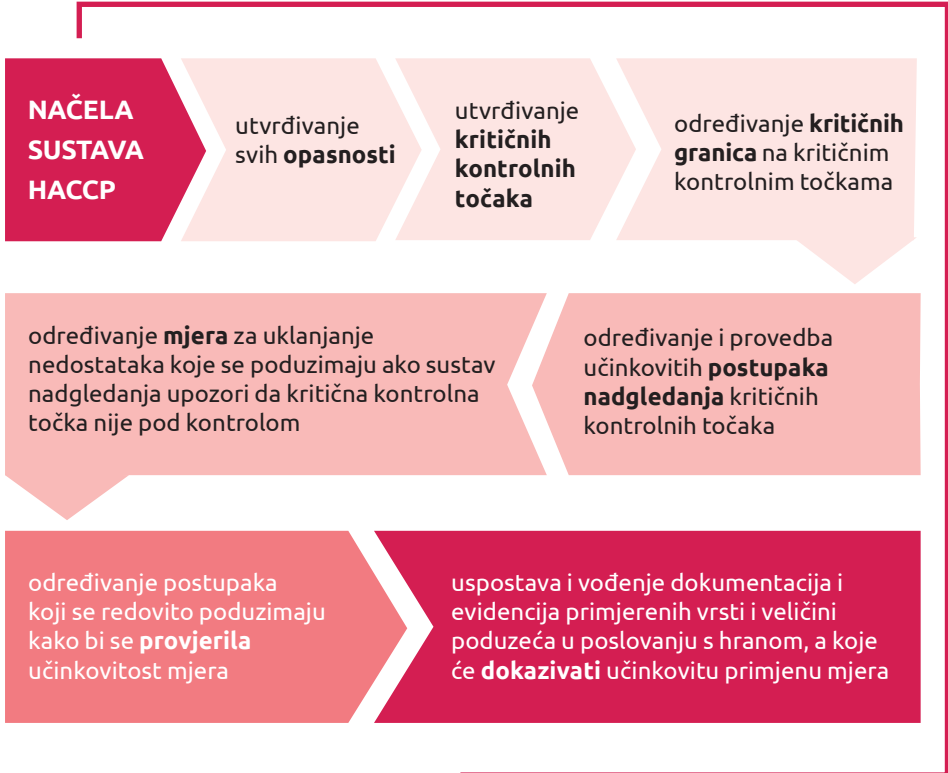 NAČELA
SUSTAVA
HACCP
utvrđivanje
svih opasnosti
utvrđivanje
kritičnih
kontrolnih
točaka
određivanje kritičnih
granica na kritičnim
kontrolnim točkama
određivanje i provedba
učinkovitih postupaka
nadgledanja kritičnih
kontrolnih točaka
određivanje mjera za uklanjanje
nedostataka koje se poduzimaju ako sustav
nadgledanja upozori da kritična kontrolna
točka nije pod kontrolom
određivanje postupaka
koji se redovito poduzimaju
kako bi se provjerila
učinkovitost mjera
uspostava i vođenje dokumentacija i
evidencija primjerenih vrsti i veličini
poduzeća u poslovanju s hranom, a koje
će dokazivati učinkovitu primjenu mjera